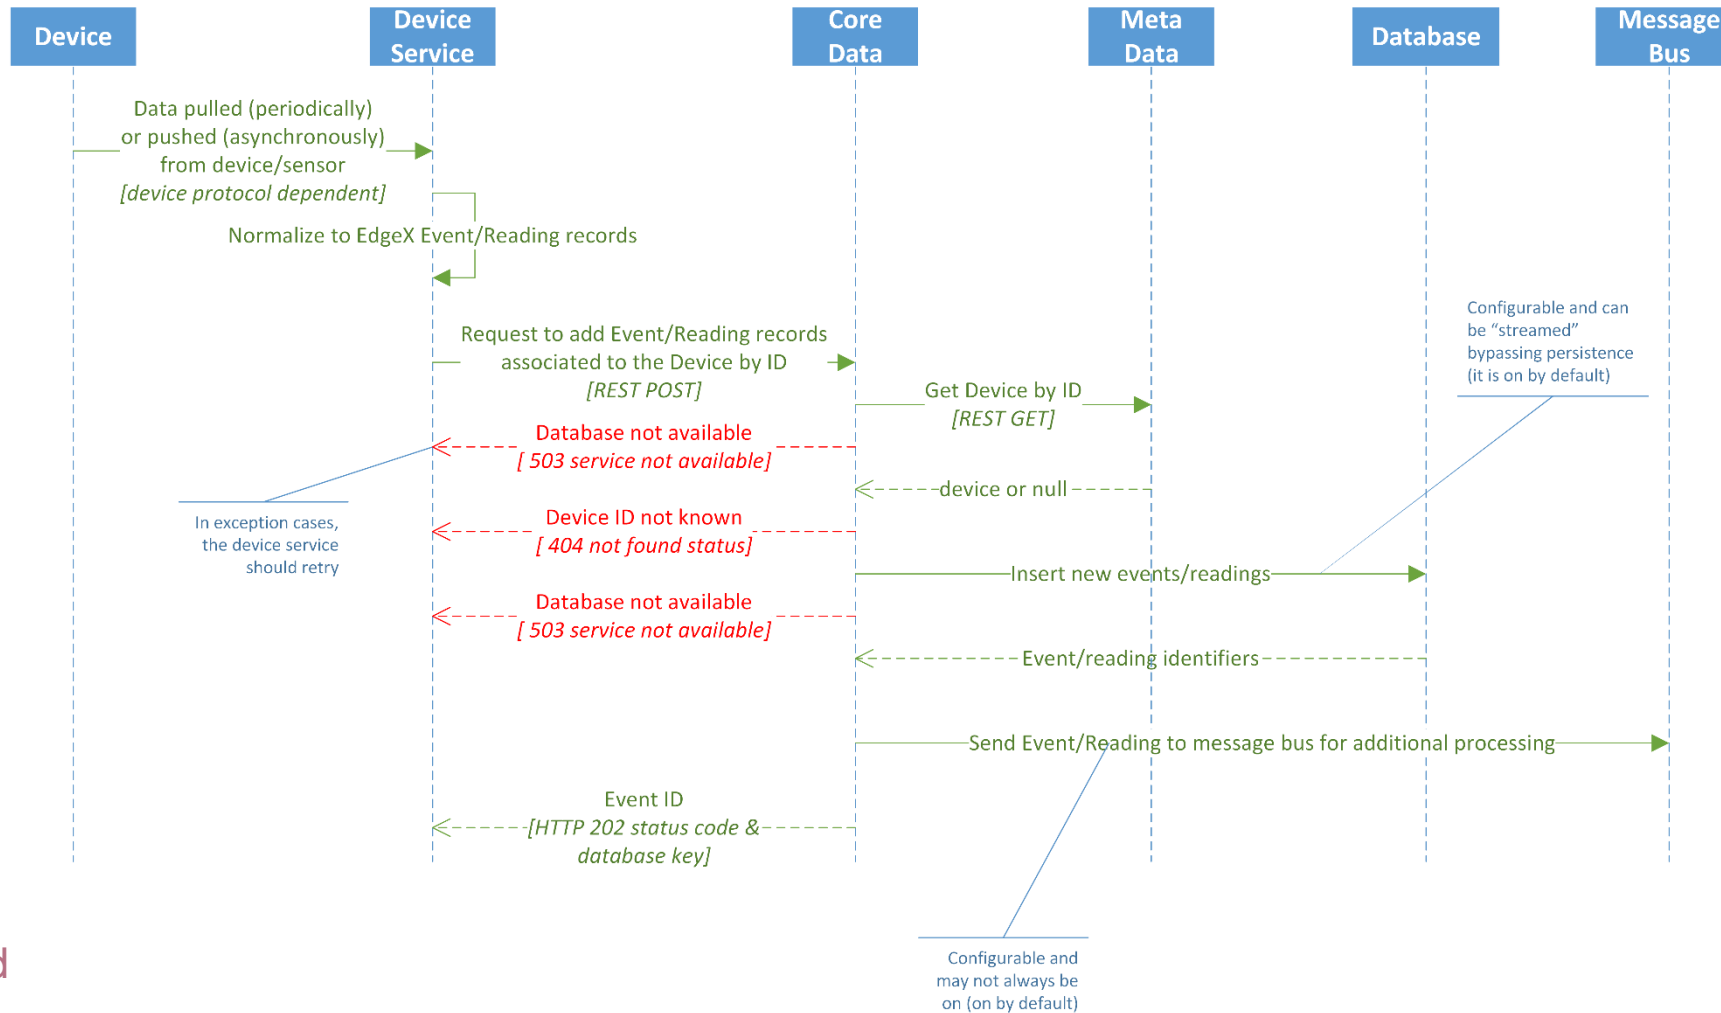 Device
Device
Service
Core
Data
Meta
Data
Database
Message
Bus
Data pulled (periodically)
or pushed (asynchronously)
from device/sensor
[device protocol dependent]
Normalize to EdgeX Event/Reading records
Configurable and can
be “streamed”
bypassing persistence
(it is on by default)
Request to add Event/Reading records
associated to the Device by ID
[REST POST]
Get Device by ID
[REST GET]
Database not available
[ 503 service not available]
device or null
In exception cases,
the device service
should retry
Device ID not known
[ 404 not found status]
Insert new events/readings
Database not available
[ 503 service not available]
Event/reading identifiers
Send Event/Reading to message bus for additional processing
Event ID
[HTTP 202 status code &
database key]
d
Configurable and
may not always be
on (on by default)